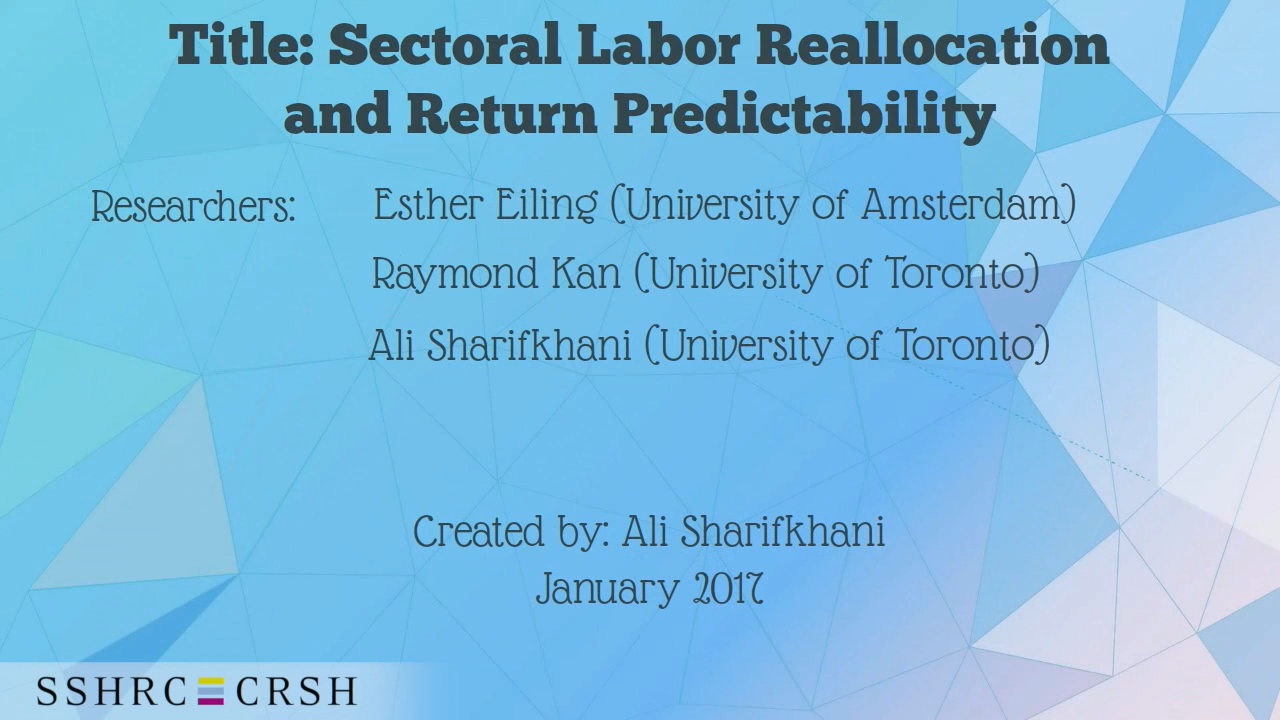 Title: Sectoral Labor Reallocation
and Return Predictability
Researchers: Esther Eiling (University of Amsterdam)
Raymond Kan (University of Toronto)
Ali Sharifkhani (University of Toronto)
Created by: Ali Sharifkhani
January 2017
SSHRC CRSH